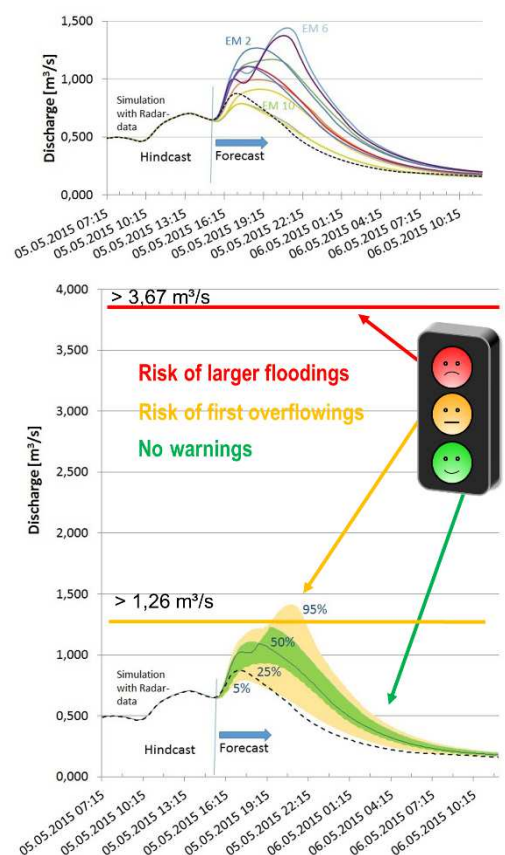 1,500
1,000
0,500
0,000
Discharge [m³/s]
EM 2
EM 6
EM 10
Simulation
with Radar-
data
Hindcast
Forecast
05.05.2015 07:15
05.05.2015 10:15
05.05.2015 13:15
05.05.2015 16:15
05.05.2015 19:15
05.05.2015 22:15
06.05.2015 01:15
06.05.2015 04:15
06.05.2015 07:15
06.05.2015 10:15
4,000
3,500
3,000
2,500
2,000
1,500
1,000
0,500
0,000
Discharge [m³/s]
> 3,67 m³/s
Risk of larger floodings
Risk of first overflowings
No warnings
> 1,26 m³/s
95%
50%
25%
5%
Simulation
with Radar-
data
Hindcast
Forecast
05.05.2015 07:15
05.05.2015 10:15
05.05.2015 13:15
05.05.2015 16:15
05.05.2015 19:15
05.05.2015 22:15
06.05.2015 01:15
06.05.2015 04:15
06.05.2015 07:15
06.05.2015 10:15